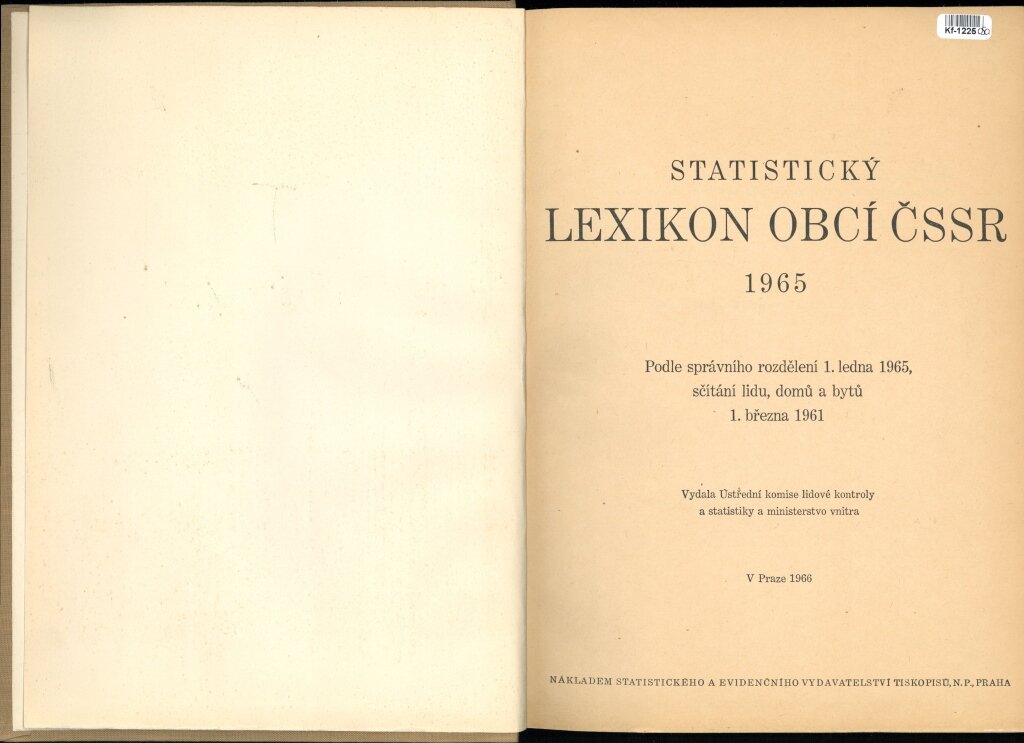 Kf-1225
STATISTICKÝ
LEXIKON OBCÍ ČSSR
1965
Podle správního rozdělení 1. ledna 1965,
sčítání lidu, domů a bytů
1. března 1961
Vydala Ústřední komise lidové kontroly
a statistiky a ministerstvo vnitra
V Praze 1966
NÁKLADEM STATISTICKÉHO A EVIDENČNÍHO VYDAVATELSTVÍ TISKOPISŮ, N. P., PRAHA